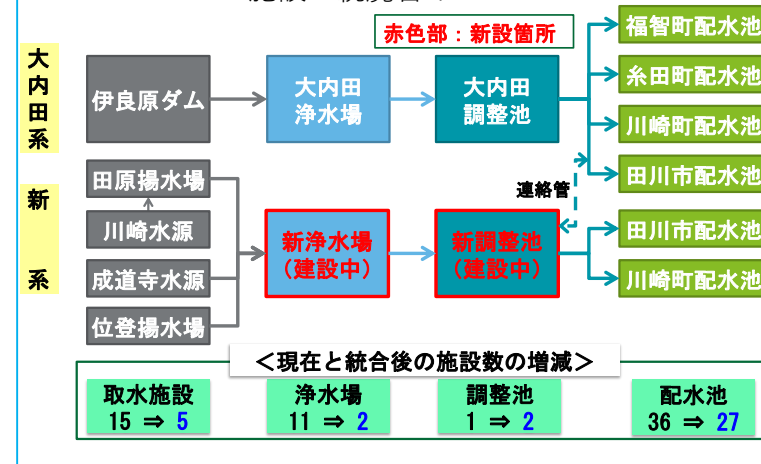 赤色部：新設箇所
大内田系
伊良原ダム
大内田
浄水場
大内田
調整池
福智町配水池
糸田町配水池
川崎町配水池
田川市配水池
連絡管
新系
田原揚水場
川崎水源
成道寺水源
位登揚水場
新浄水場
（建設中）
新調整池
（建設中）
田川市配水池
川崎町配水池
＜現在と統合後の施設数の増減＞
取水施設
15 ⇒ 5
浄水場
11 ⇒ 2
調整池
1 ⇒ 2
配水池
36 ⇒ 27